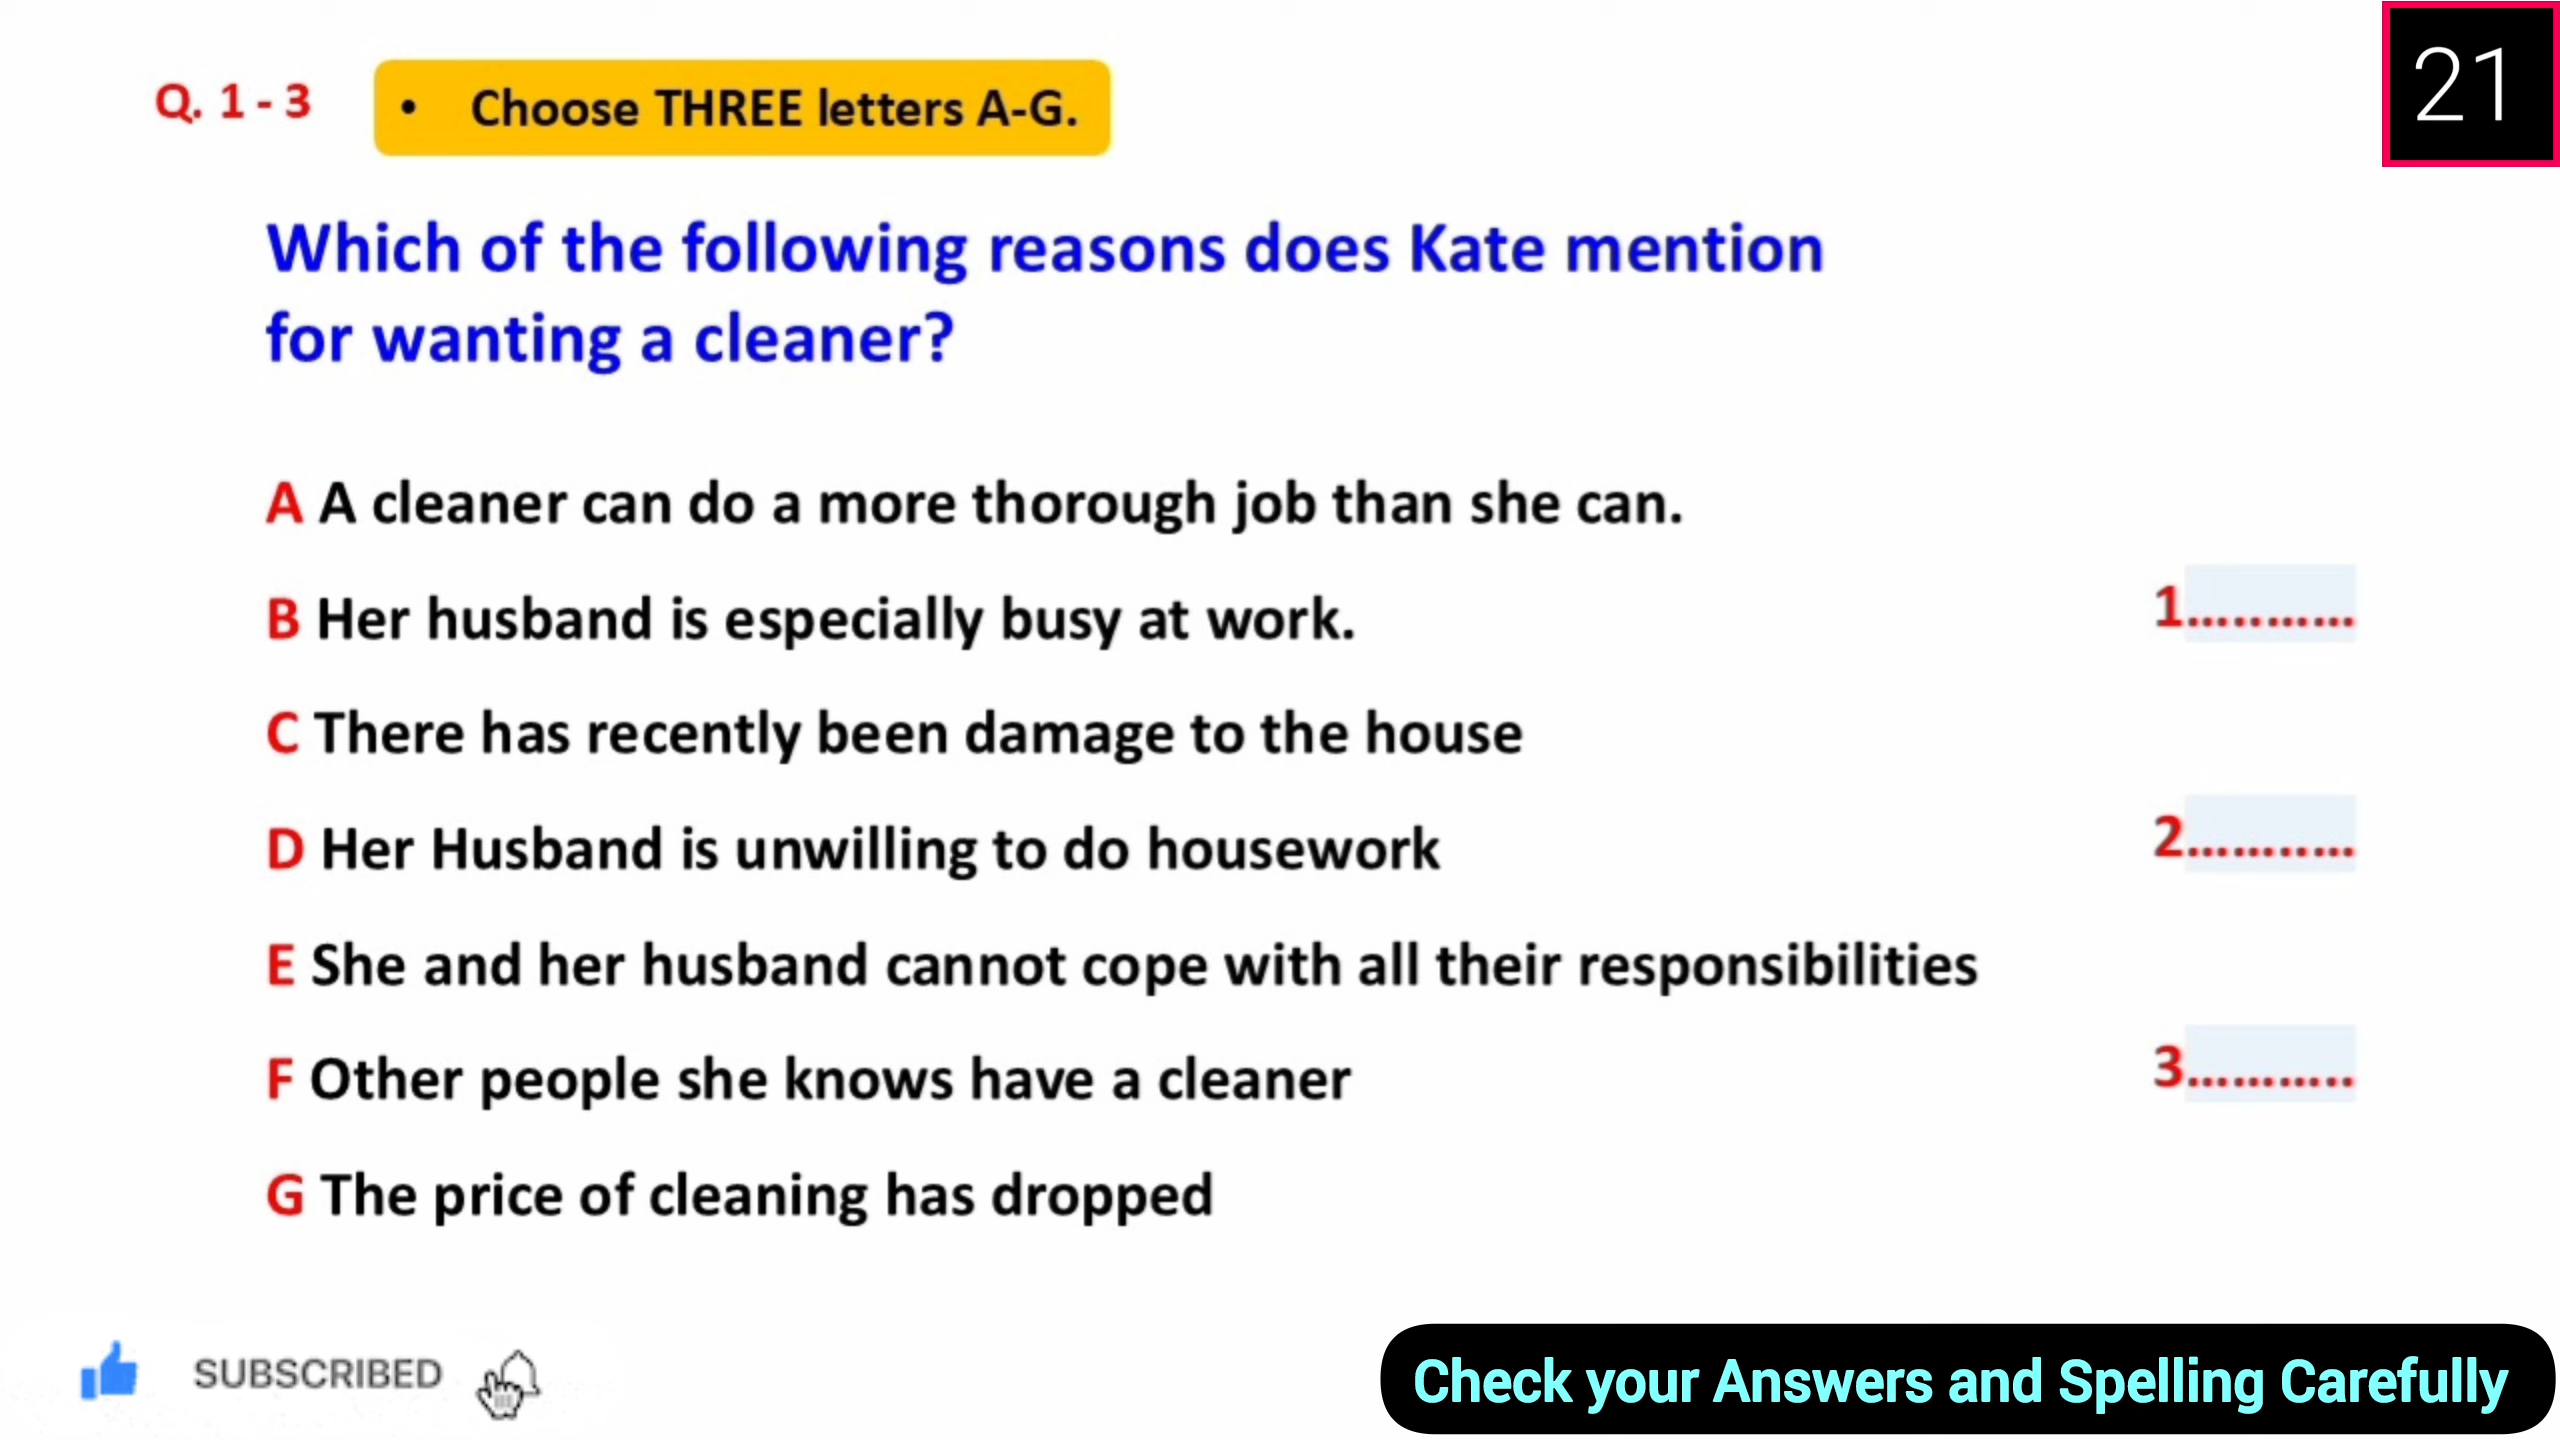 Q. 1 - 3
• Choose THREE letters A-G.
21
Which of the following reasons does Kate mention
for wanting a cleaner?
A A cleaner can do a more thorough job than she can.
B Her husband is especially busy at work.
1............
C There has recently been damage to the house
D Her Husband is unwilling to do housework
2............
E She and her husband cannot cope with all their responsibilities
F Other people she knows have a cleaner
3............
G The price of cleaning has dropped
SUBSCRIBED
Check your Answers and Spelling Carefully